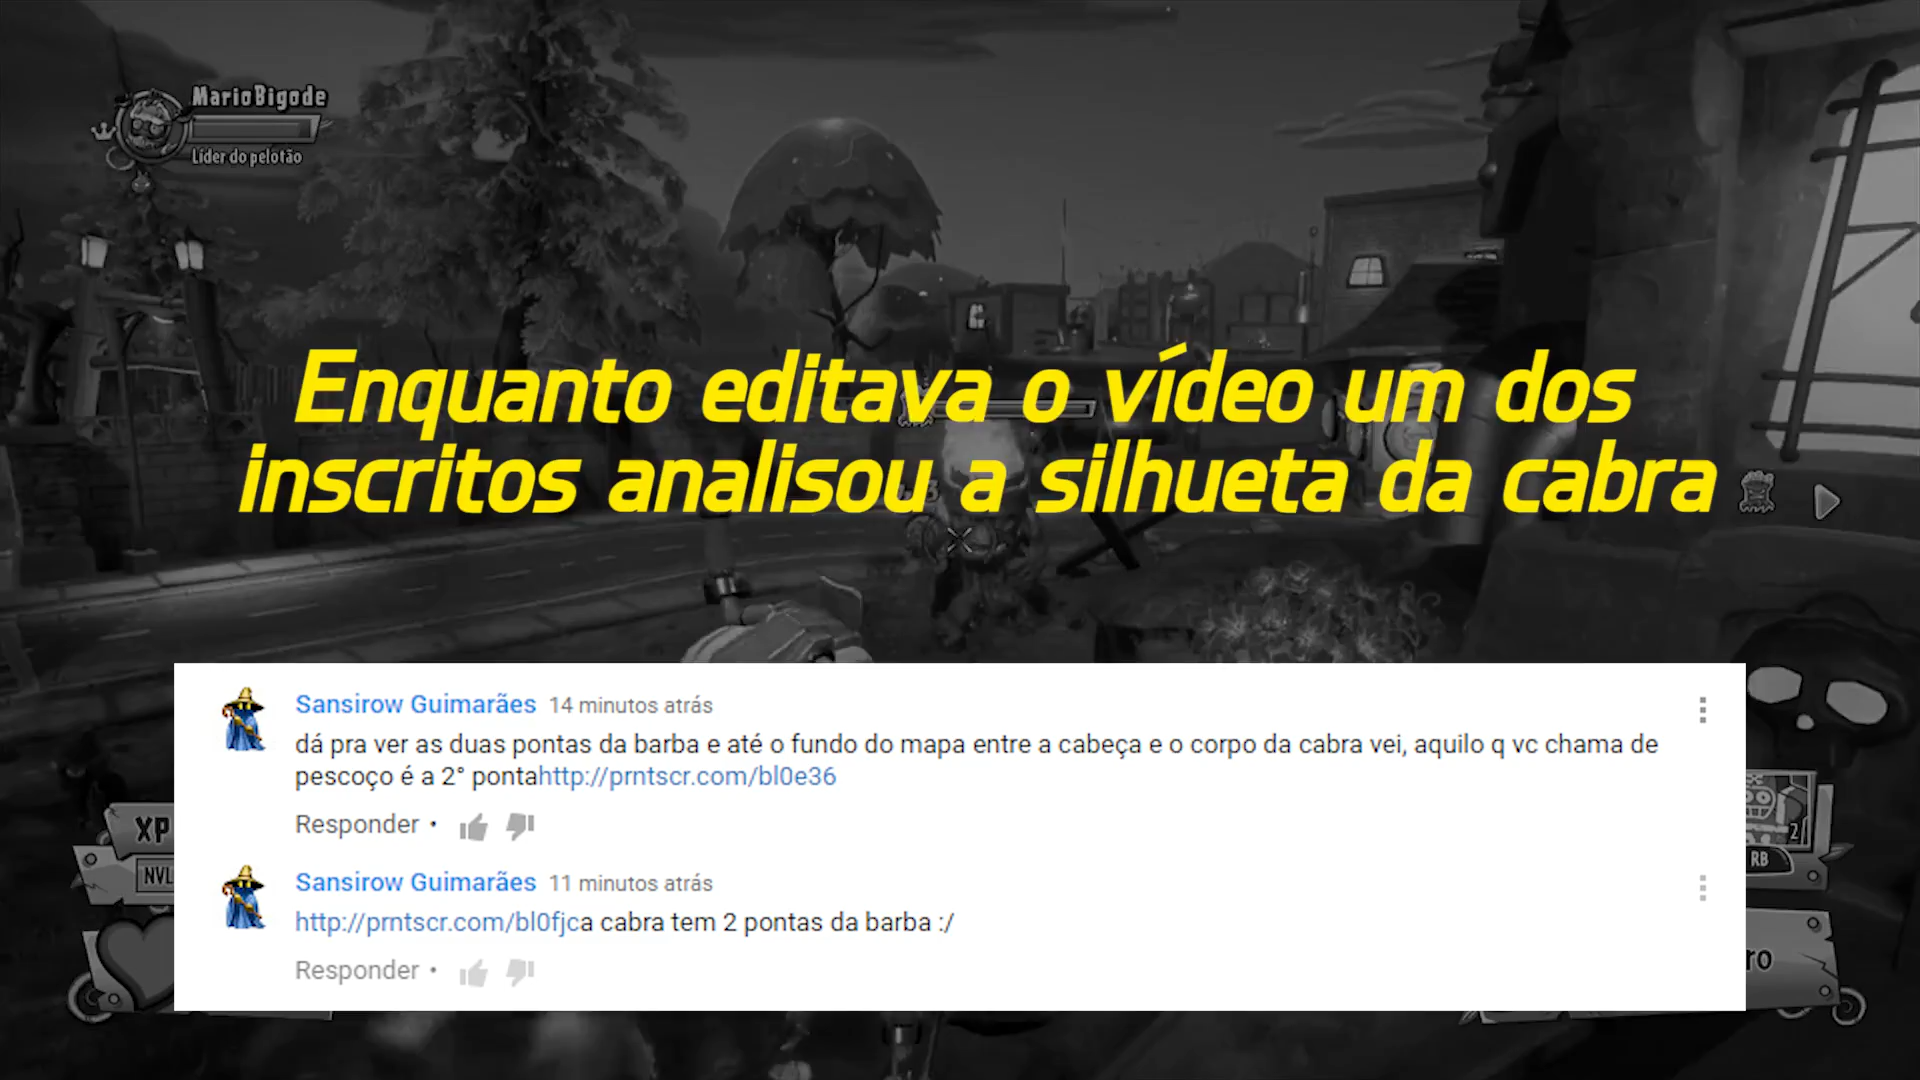 MarioBigode
Líder do pelotão
Enquanto editava o vídeo um dos
inscritos analisou a silhueta da cabra
Sansirow Guimarães 14 minutos atrás
dá pra ver as duas pontas da barba e até o fundo do mapa entre a cabeça e o corpo da cabra vei, aquilo q vc chama de
pescoço é a 2° pontahttp://prntscr.com/bl0e36
Responder •
Sansirow Guimarães 11 minutos atrás
http://prntscr.com/bl0fjca cabra tem 2 pontas da barba :/
Responder •
XP
NVL
2
RB
ro